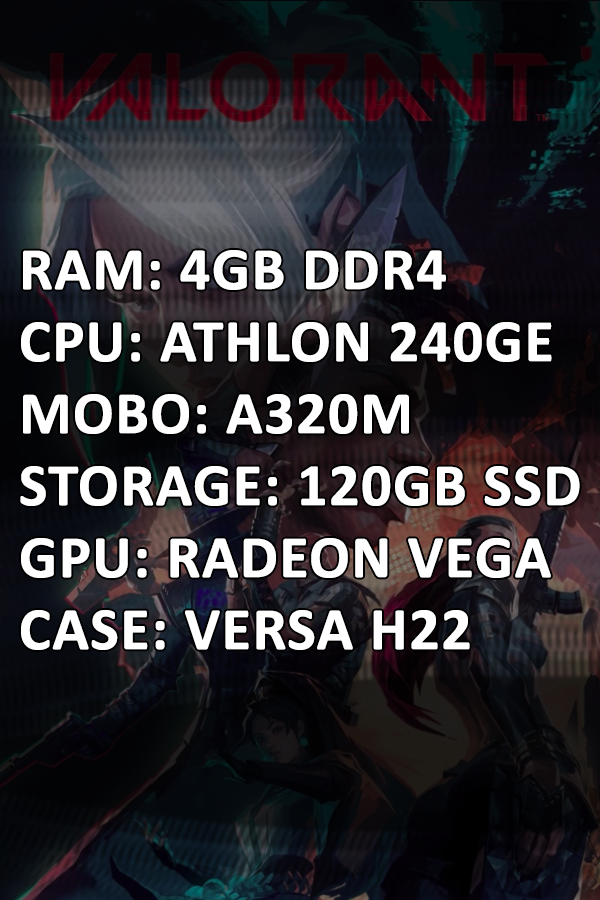 VALORANT
RAM: 4GB DDR4
CPU: ATHLON 240GE
MOBO: A320M
STORAGE: 120GB SSD
GPU: RADEON VEGA
CASE: VERSA H22